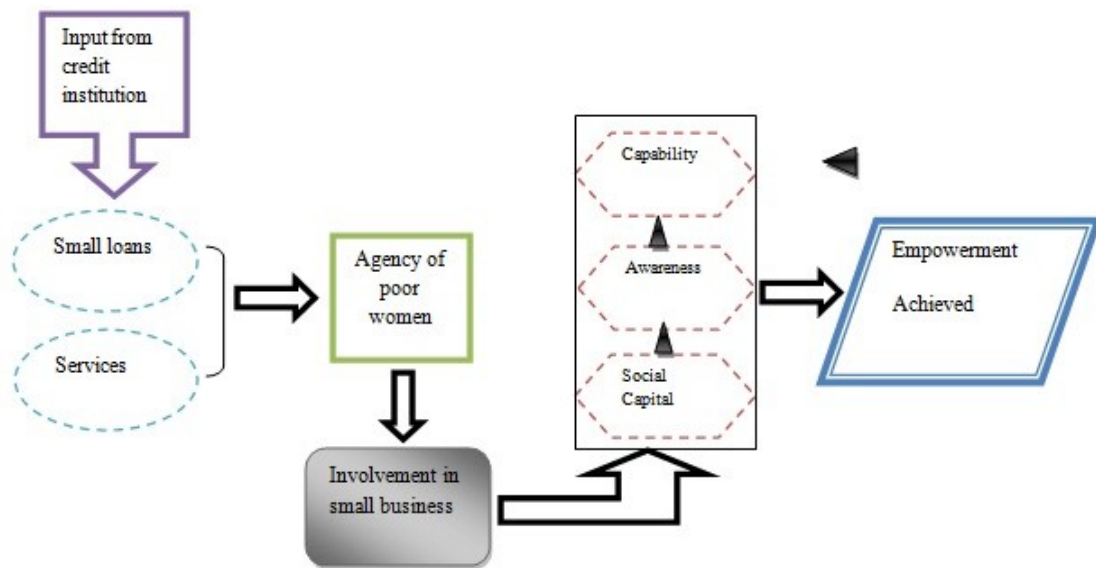 Input from
credit
institution
Small loans
Services
Agency of
poor
women
Involvement in
small business
Capability
Awareness
Social
Capital
Empowerment
Achieved